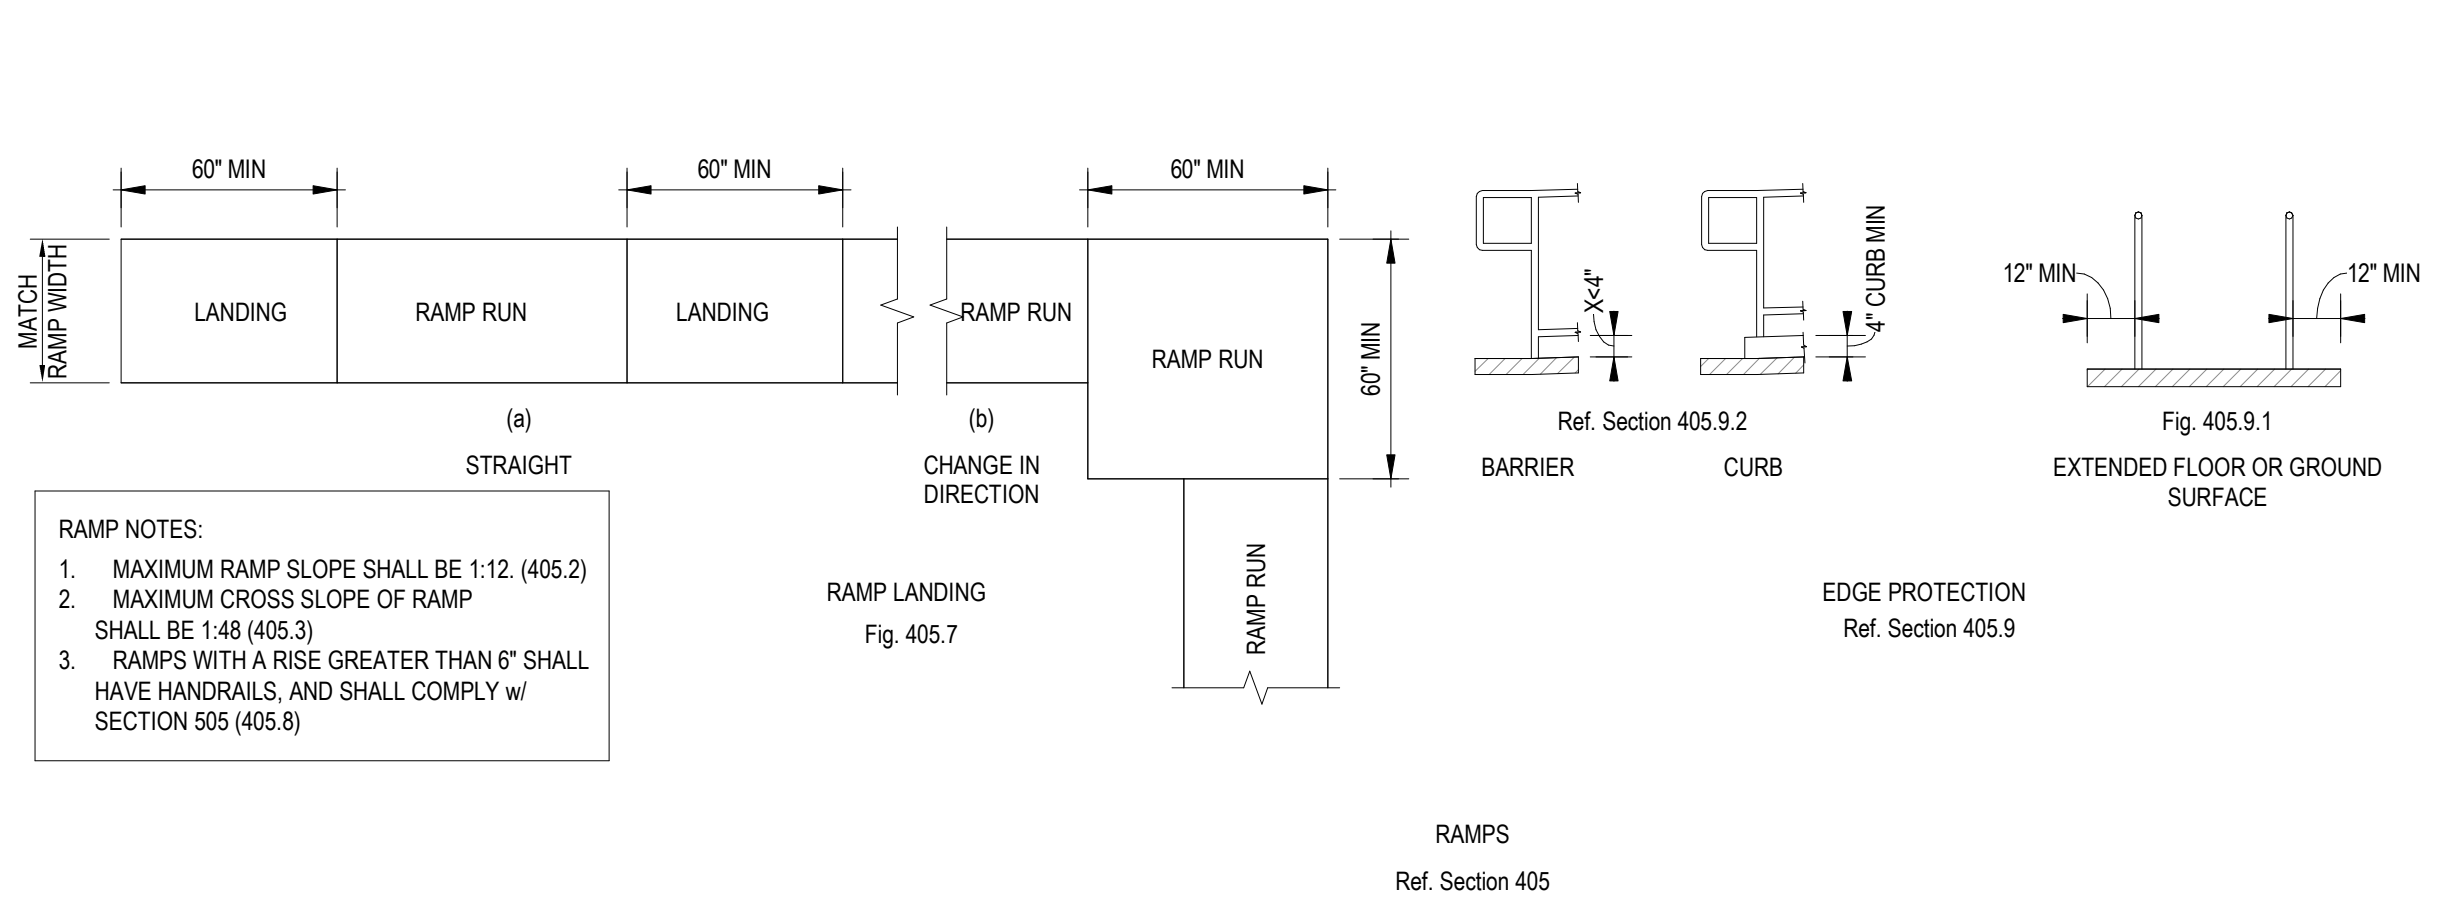 60" MIN
60" MIN
60" MIN
MATCH
RAMP WIDTH
LANDING
RAMP RUN
LANDING
RAMP RUN
RAMP RUN
60" MIN
(a)
STRAIGHT
(b)
CHANGE IN
DIRECTION
RAMP RUN
RAMP LANDING
Fig. 405.7
RAMP NOTES:
1. MAXIMUM RAMP SLOPE SHALL BE 1:12. (405.2)
2. MAXIMUM CROSS SLOPE OF RAMP
SHALL BE 1:48 (405.3)
3. RAMPS WITH A RISE GREATER THAN 6" SHALL
HAVE HANDRAILS, AND SHALL COMPLY w/
SECTION 505 (405.8)
X<4"
4" CURB MIN
Ref. Section 405.9.2
BARRIER
CURB
12" MIN
12" MIN
Fig. 405.9.1
EXTENDED FLOOR OR GROUND
SURFACE
EDGE PROTECTION
Ref. Section 405.9
RAMPS
Ref. Section 405